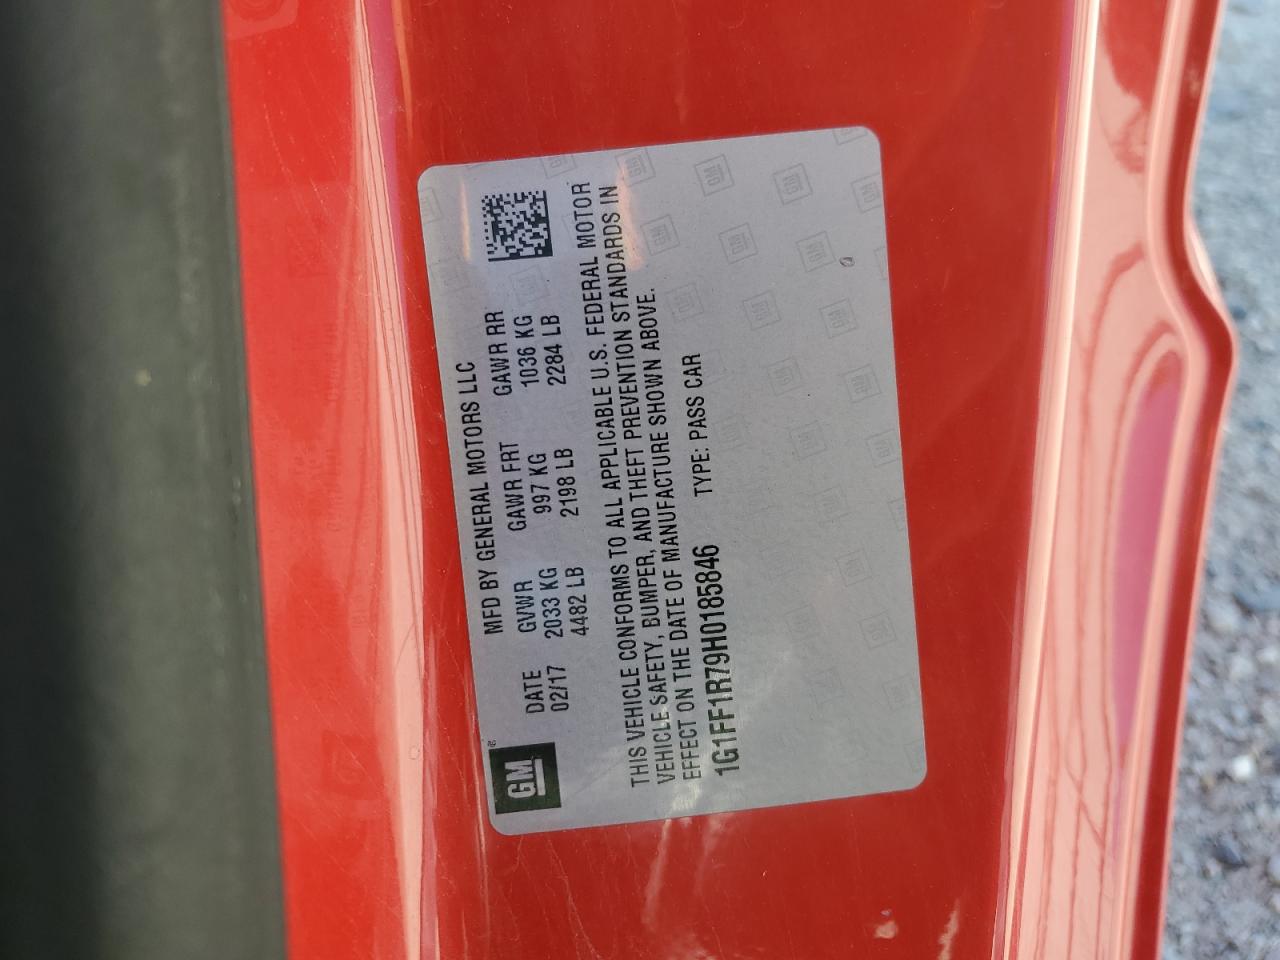 GM®
MFD BY GENERAL MOTORS LLC
DATE GVWR GAWR FRT GAWR RR
02/17 2033 KG 997 KG 1036 KG
4482 LB 2198 LB 2284 LB
THIS VEHICLE CONFORMS TO ALL APPLICABLE U.S. FEDERAL MOTOR
VEHICLE SAFETY, BUMPER, AND THEFT PREVENTION STANDARDS IN
EFFECT ON THE DATE OF MANUFACTURE SHOWN ABOVE.
1G1FF1R79H0185846 TYPE: PASS CAR